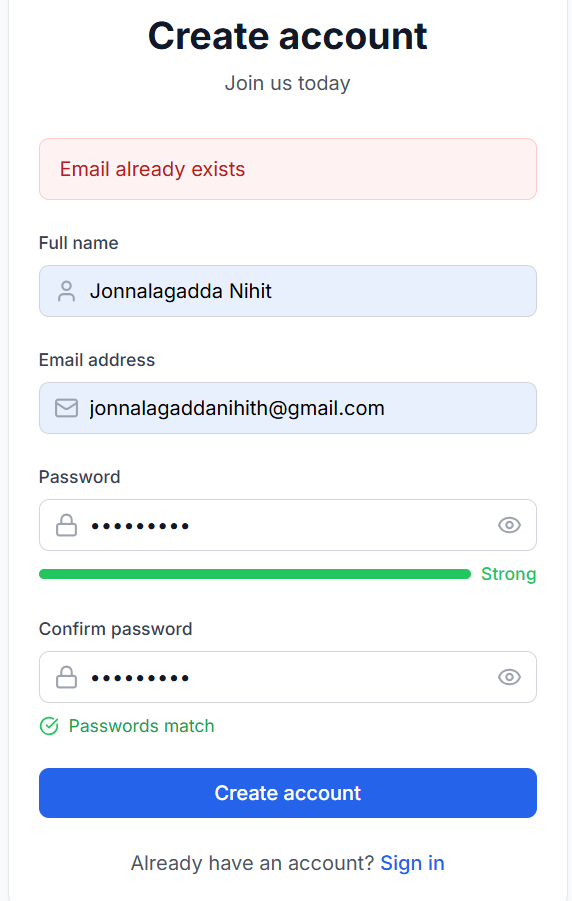 Create account
Join us today
Email already exists
Full name
Jonnalagadda Nihit
Email address
jonnalagaddanihith@gmail.com
Password
•••••••••
Strong
Confirm password
•••••••••
Passwords match
Create account
Already have an account? Sign in